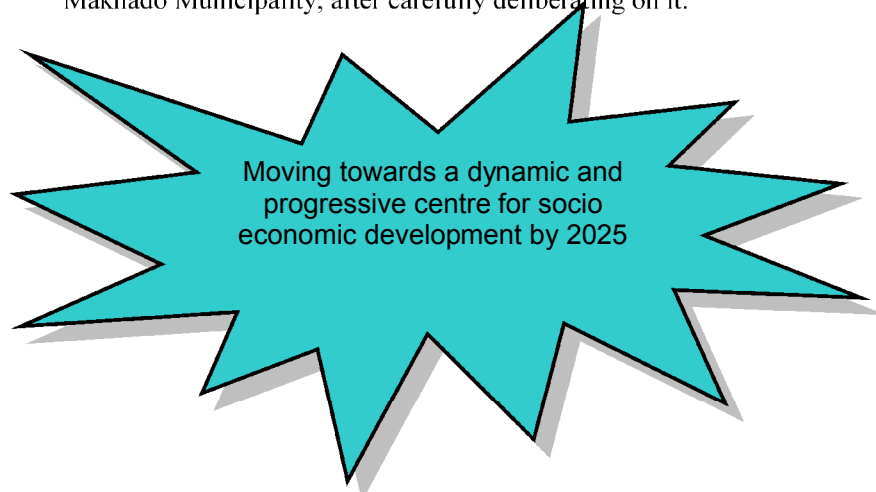 Makhado Municipality, after carefully deliberating on it.
Moving towards a dynamic and
progressive centre for socio
economic development by 2025